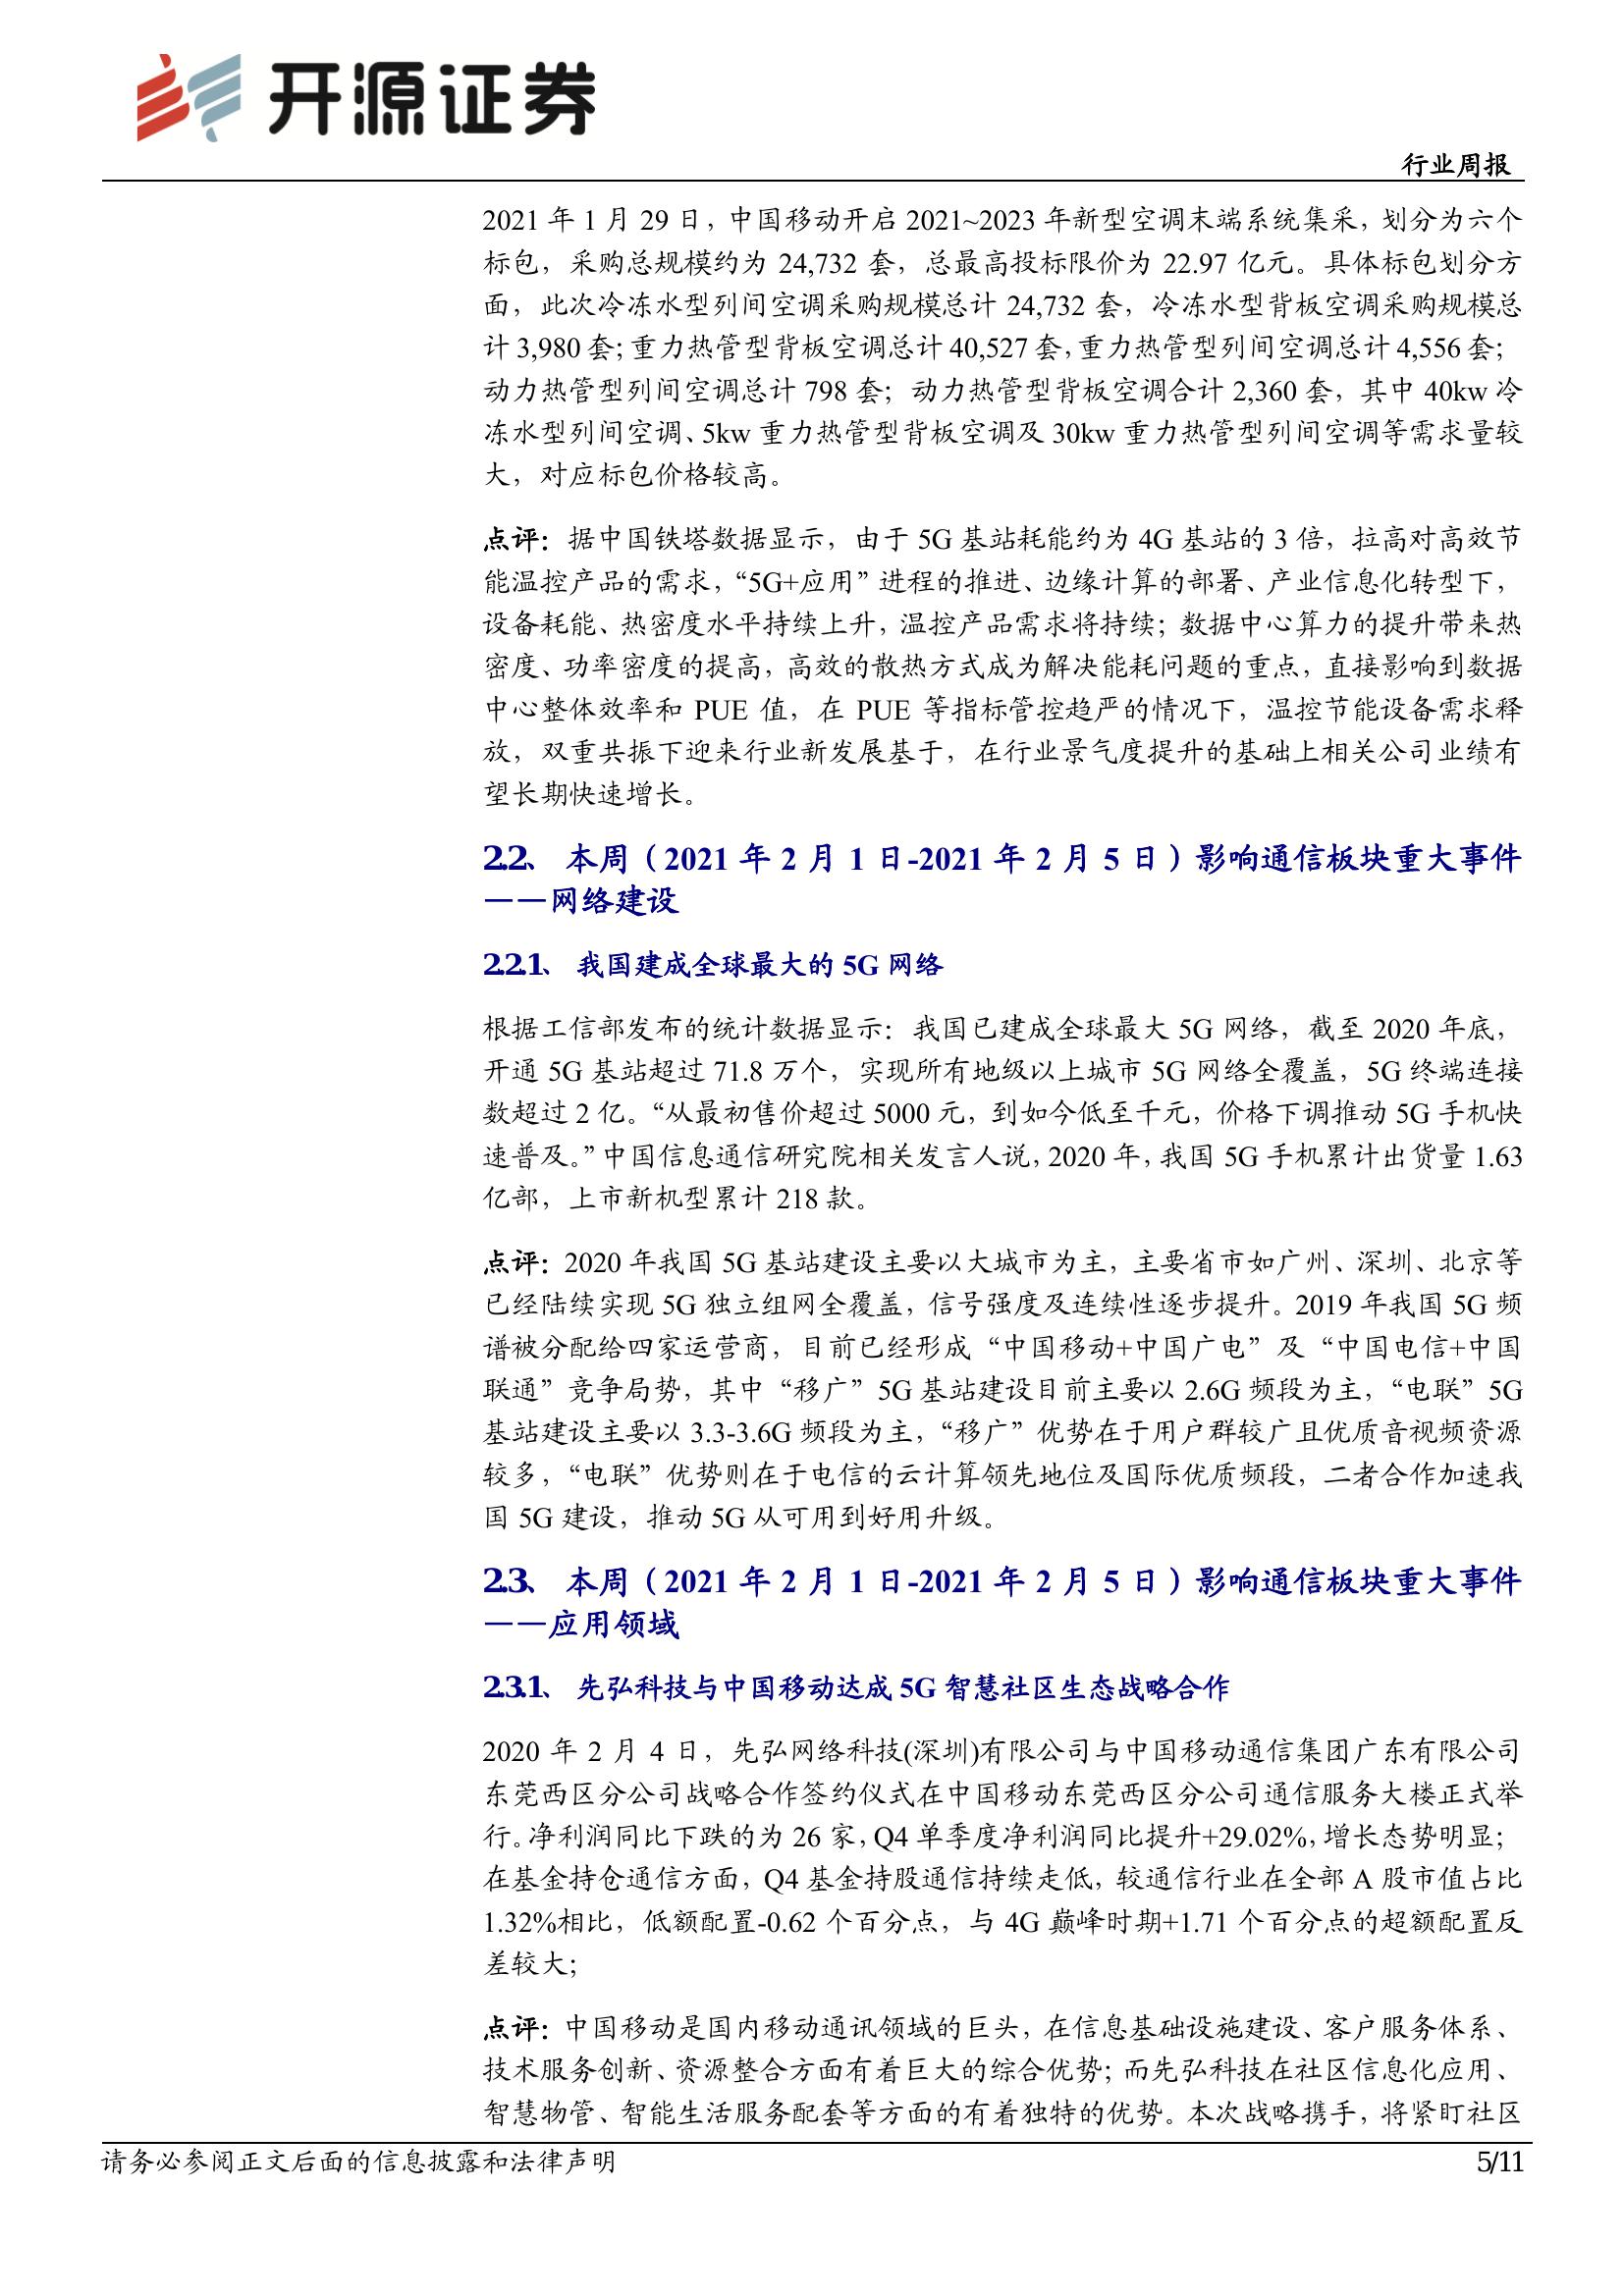 开源证券
行业周报
2021 年 1 月 29 日，中国移动开启 2021~2023 年新型空调末端系统集采，划分为六个
标包，采购总规模约为 24,732 套，总最高投标限价为 22.97 亿元。具体标包划分方
面，此次冷冻水型列间空调采购规模总计 24,732 套，冷冻水型背板空调采购规模总
计 3,980 套；重力热管型背板空调总计 40,527 套，重力热管型列间空调总计 4,556 套；
动力热管型列间空调总计 798 套；动力热管型背板空调合计 2,360 套，其中 40kw 冷
冻水型列间空调、5kw 重力热管型背板空调及 30kw 重力热管型列间空调等需求量较
大，对应标包价格较高。
点评：据中国铁塔数据显示，由于 5G 基站耗能约为 4G 基站的 3 倍，拉高对高效节
能温控产品的需求，“5G+应用”进程的推进、边缘计算的部署、产业信息化转型下，
设备耗能、热密度水平持续上升，温控产品需求将持续；数据中心算力的提升带来热
密度、功率密度的提高，高效的散热方式成为解决能耗问题的重点，直接影响到数据
中心整体效率和 PUE 值，在 PUE 等指标管控趋严的情况下，温控节能设备需求释
放，双重共振下迎来行业新发展基于，在行业景气度提升的基础上相关公司业绩有
望长期快速增长。
2.2、 本周（2021 年 2 月 1 日-2021 年 2 月 5 日）影响通信板块重大事件
——网络建设
2.2.1、 我国建成全球最大的 5G 网络
根据工信部发布的统计数据显示：我国已建成全球最大 5G 网络，截至 2020 年底，
开通 5G 基站超过 71.8 万个，实现所有地级以上城市 5G 网络全覆盖，5G 终端连接
数超过 2 亿。“从最初售价超过 5000 元，到如今低至千元，价格下调推动 5G 手机快
速普及。”中国信息通信研究院相关发言人说，2020 年，我国 5G 手机累计出货量 1.63
亿部，上市新机型累计 218 款。
点评：2020 年我国 5G 基站建设主要以大城市为主，主要省市如广州、深圳、北京等
已经陆续实现 5G 独立组网全覆盖，信号强度及连续性逐步提升。2019 年我国 5G 频
谱被分配给四家运营商，目前已经形成“中国移动+中国广电”及“中国电信+中国
联通”竞争局势，其中“移广”5G 基站建设目前主要以 2.6G 频段为主，“电联”5G
基站建设主要以 3.3-3.6G 频段为主，“移广”优势在于用户群较广且优质音视频资源
较多，“电联”优势则在于电信的云计算领先地位及国际优质频段，二者合作加速我
国 5G 建设，推动 5G 从可用到好用升级。
2.3、 本周（2021 年 2 月 1 日-2021 年 2 月 5 日）影响通信板块重大事件
——应用领域
2.3.1、 先弘科技与中国移动达成 5G 智慧社区生态战略合作
2020 年 2 月 4 日，先弘网络科技(深圳)有限公司与中国移动通信集团广东有限公司
东莞西区分公司战略合作签约仪式在中国移动东莞西区分公司通信服务大楼正式举
行。净利润同比下跌的为 26 家，Q4 单季度净利润同比提升+29.02%，增长态势明显；
在基金持仓通信方面，Q4 基金持股通信持续走低，较通信行业在全部 A 股市值占比
1.32%相比，低额配置-0.62 个百分点，与 4G 巅峰时期+1.71 个百分点的超额配置反
差较大；
点评：中国移动是国内移动通讯领域的巨头，在信息基础设施建设、客户服务体系、
技术服务创新、资源整合方面有着巨大的综合优势；而先弘科技在社区信息化应用、
智慧物管、智能生活服务配套等方面的有着独特的优势。本次战略携手，将紧盯社区
请务必参阅正文后面的信息披露和法律声明
5/11